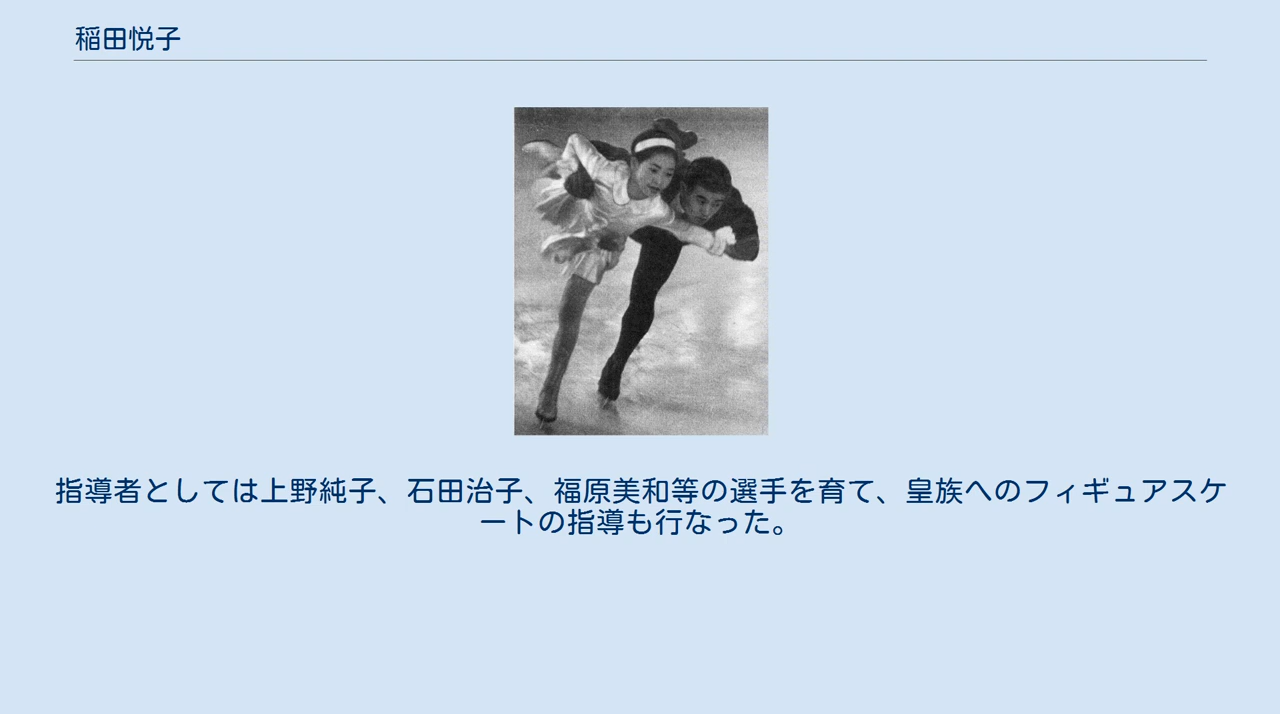 稲田悦子
指導者としては上野純子、石田治子、福原美和等の選手を育て、皇族へのフィギュアスケ
ートの指導も行なった。